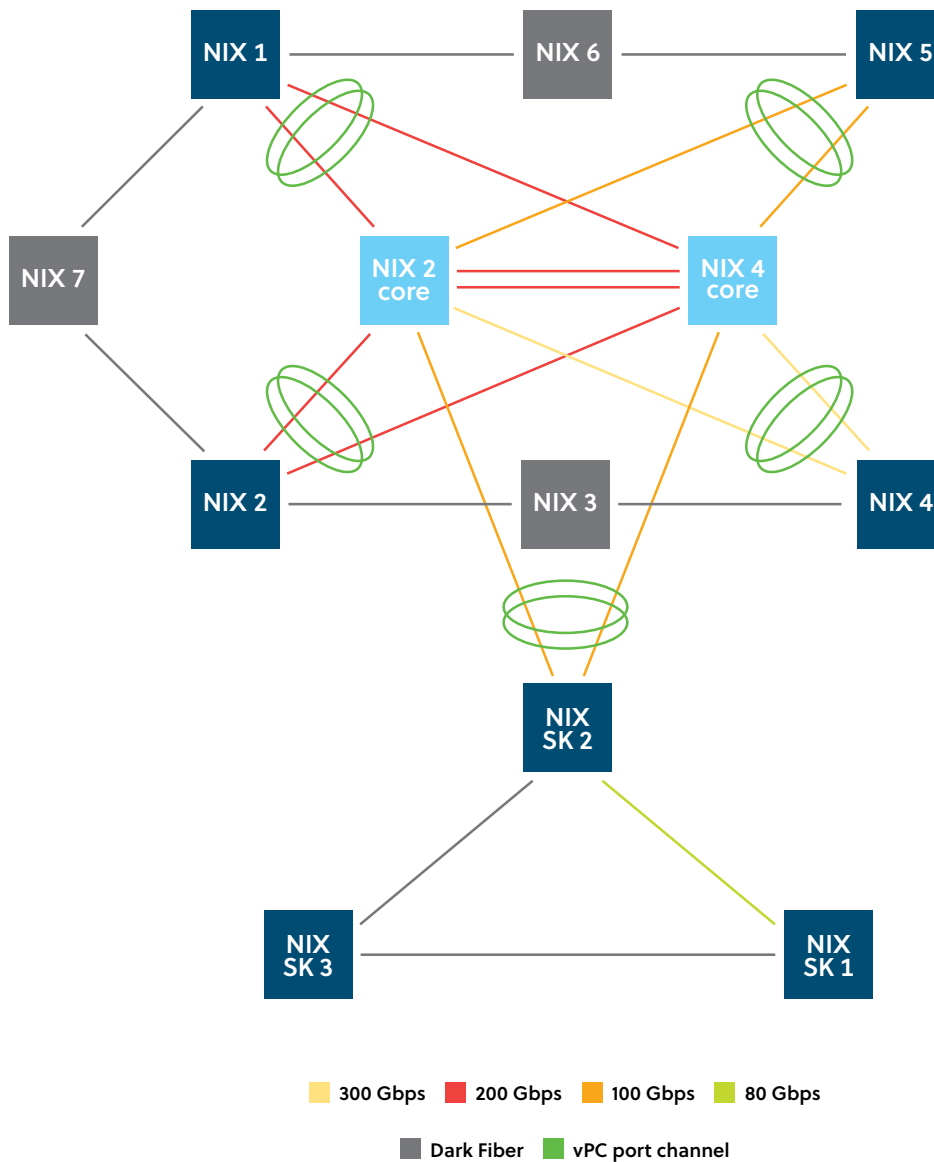 NIX 1
NIX 6
NIX 5
NIX 7
NIX 2
core
NIX 4
core
NIX 2
NIX 3
NIX 4
NIX
SK 2
NIX
SK 3
NIX
SK 1
300 Gbps
200 Gbps
100 Gbps
80 Gbps
Dark Fiber
vPC port channel